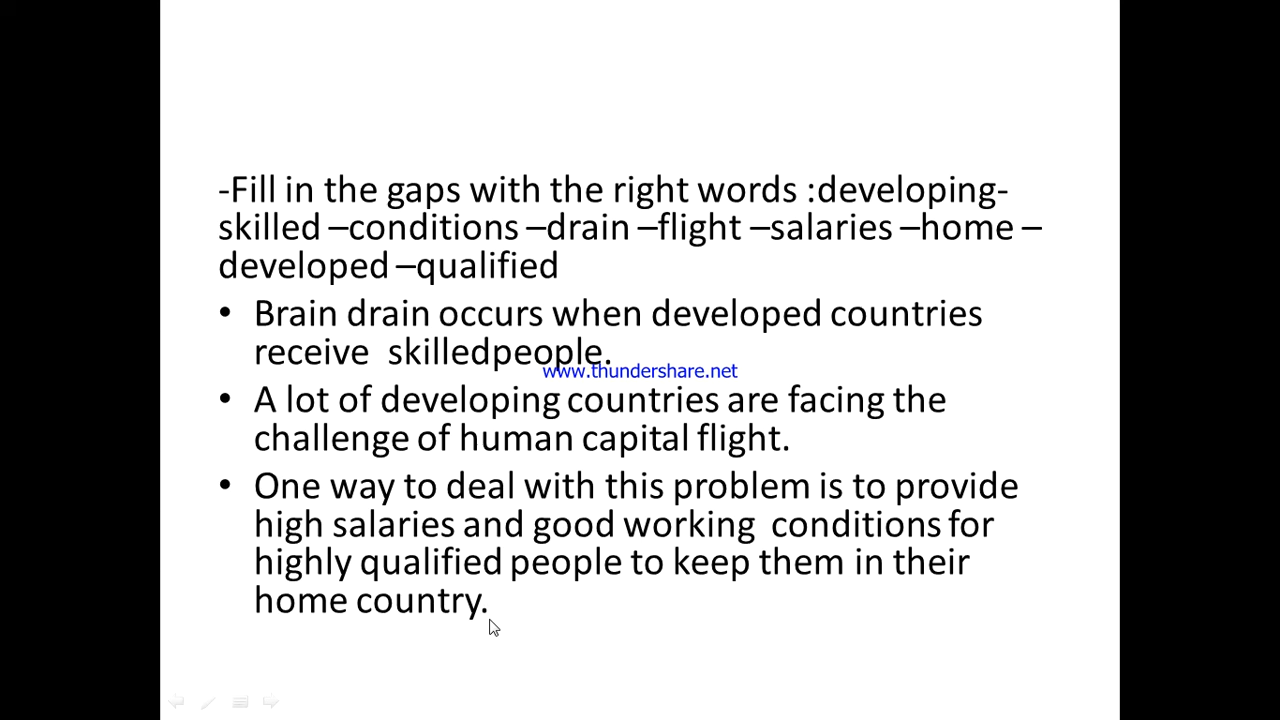 -Fill in the gaps with the right words :developing-
skilled –conditions –drain –flight –salaries –home –
developed –qualified
• Brain drain occurs when developed countries
receive  skilledpeople.
www.thundershare.net
• A lot of developing countries are facing the
challenge of human capital flight.
• One way to deal with this problem is to provide
high salaries and good working  conditions for
highly qualified people to keep them in their
home country.